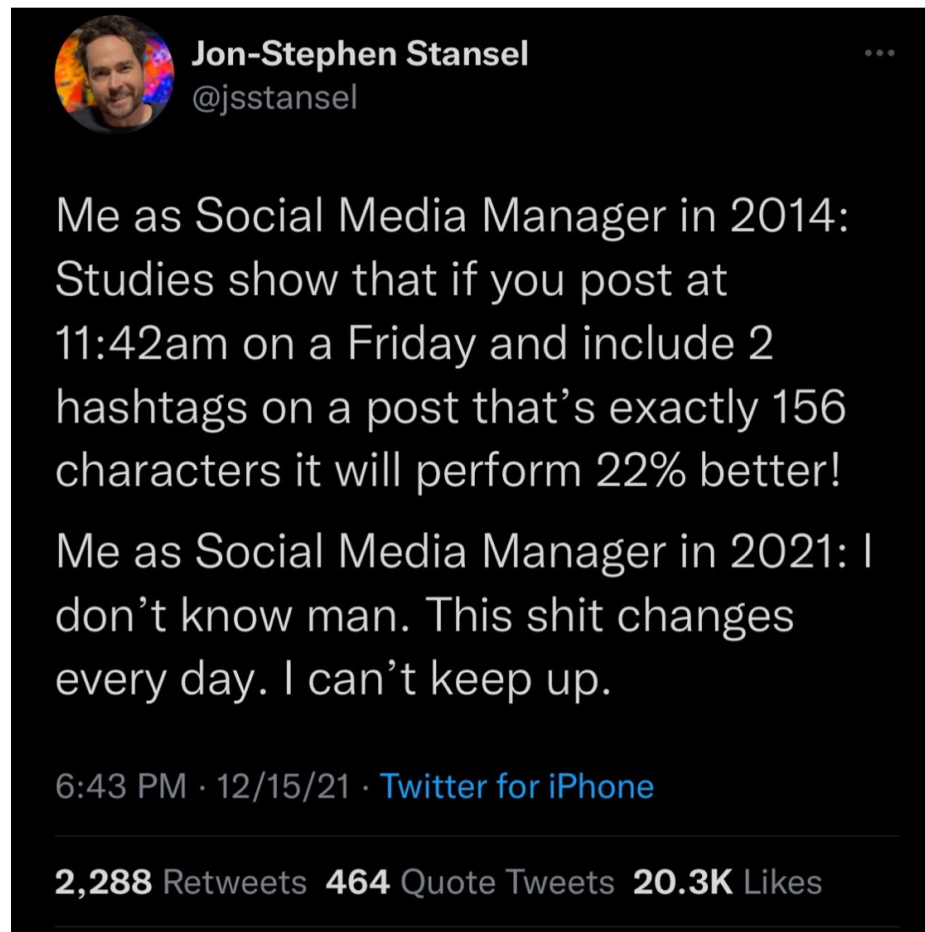 Jon-Stephen Stansel
@jsstansel
Me as Social Media Manager in 2014:
Studies show that if you post at
11:42am on a Friday and include 2
hashtags on a post that’s exactly 156
characters it will perform 22% better!
Me as Social Media Manager in 2021: I
don’t know man. This shit changes
every day. I can’t keep up.
6:43 PM · 12/15/21 · Twitter for iPhone
2,288 Retweets 464 Quote Tweets 20.3K Likes